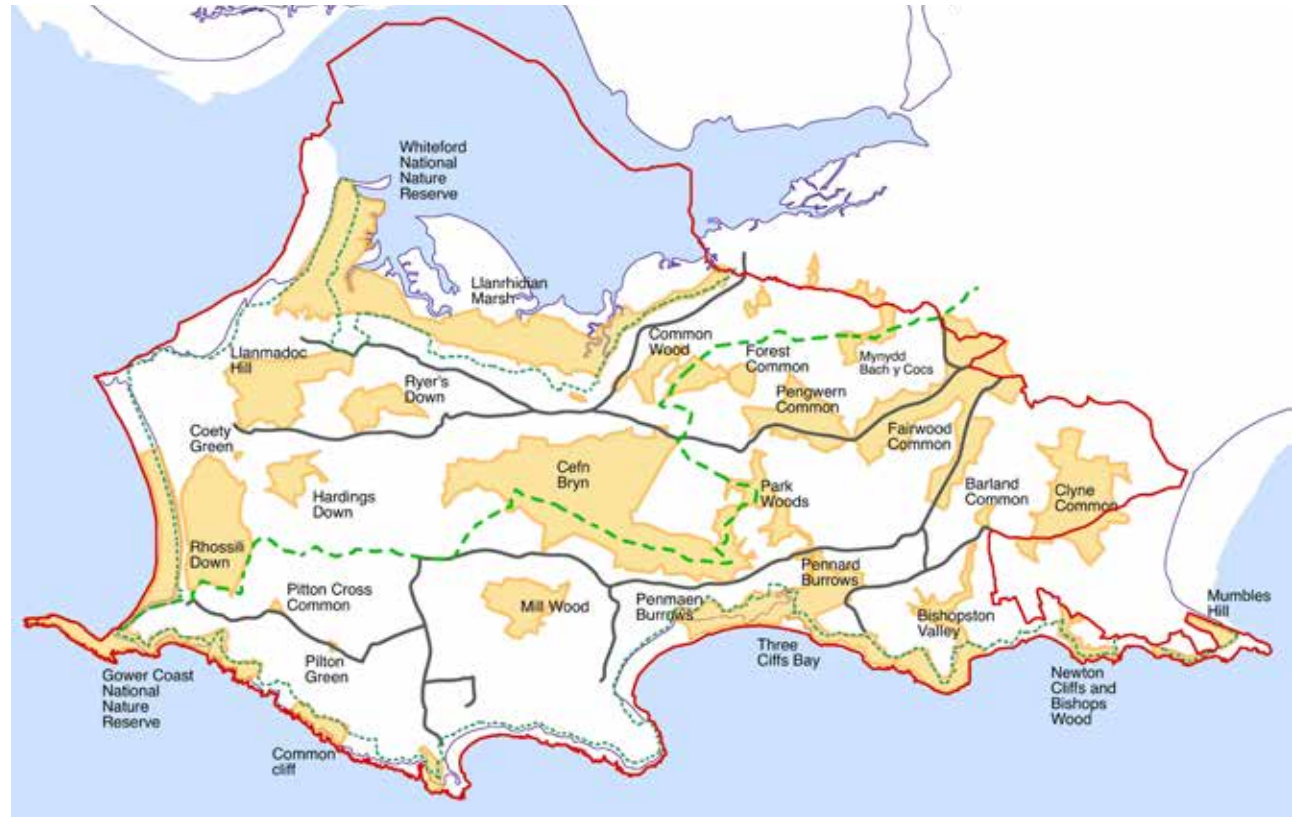 Whiteford
National
Nature
Reserve
Llanrhidian
Marsh
Llanmadoc
Hill
Ryer's
Down
Common
Wood
Forest
Common
Mynydd
Bach y Cocs
Pengwern
Common
Fairwood
Common
Coety
Green
Hardings
Down
Cefn
Bryn
Park
Woods
Barland
Common
Clyne
Common
Rhossili
Down
Pitton Cross
Common
Mill Wood
Penmaen
Burrows
Pennard
Burrows
Bishopston
Valley
Mumbles
Hill
Pilton
Green
Three
Ciffs Bay
Gower Coast
National
Nature
Reserve
Newton
Cliffs and
Bishops
Wood
Common
cliff